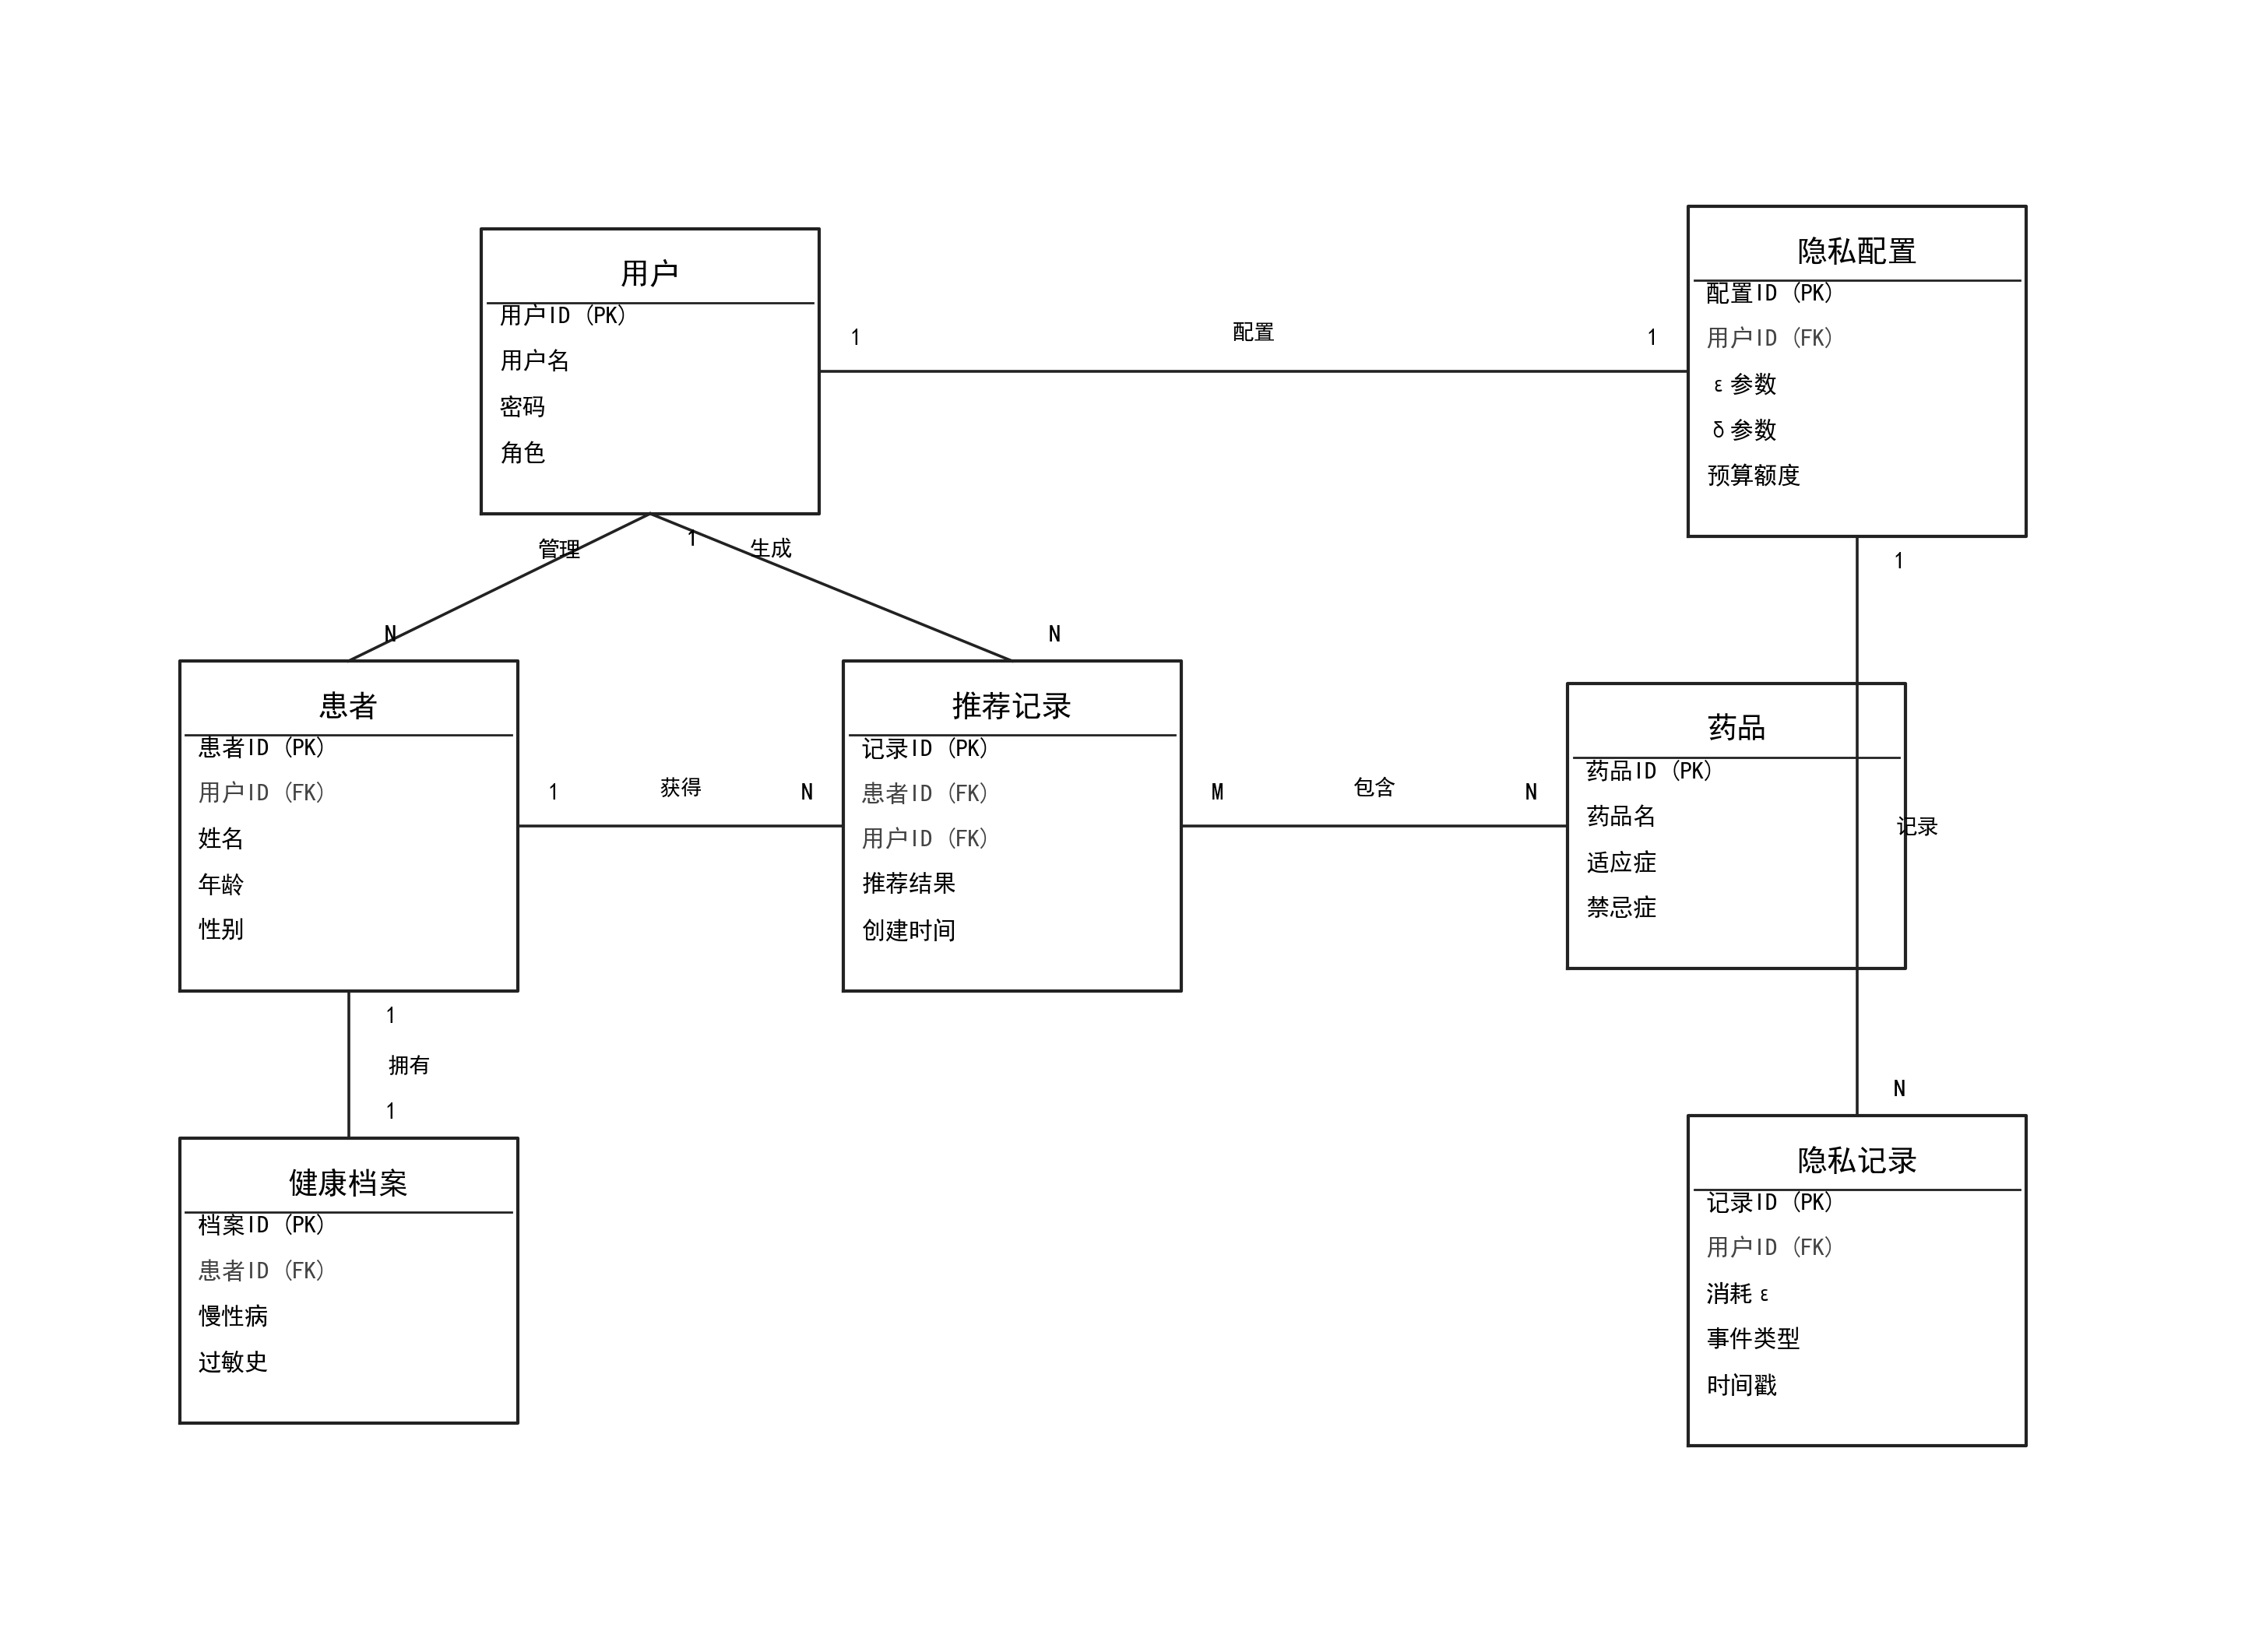 用户
用户ID (PK)
用户名
密码
角色
1
配置
1
隐私配置
配置ID (PK)
用户ID (FK)
ε参数
δ参数
预算额度
管理
1
生成
N
N
1
患者
患者ID (PK)
用户ID (FK)
姓名
年龄
性别
1
获得
N
推荐记录
记录ID (PK)
患者ID (FK)
用户ID (FK)
推荐结果
创建时间
M
包含
N
药品
药品ID (PK)
药品名
适应症
禁忌症
记录
1
拥有
1
N
健康档案
档案ID (PK)
患者ID (FK)
慢性病
过敏史
隐私记录
记录ID (PK)
用户ID (FK)
消耗ε
事件类型
时间戳